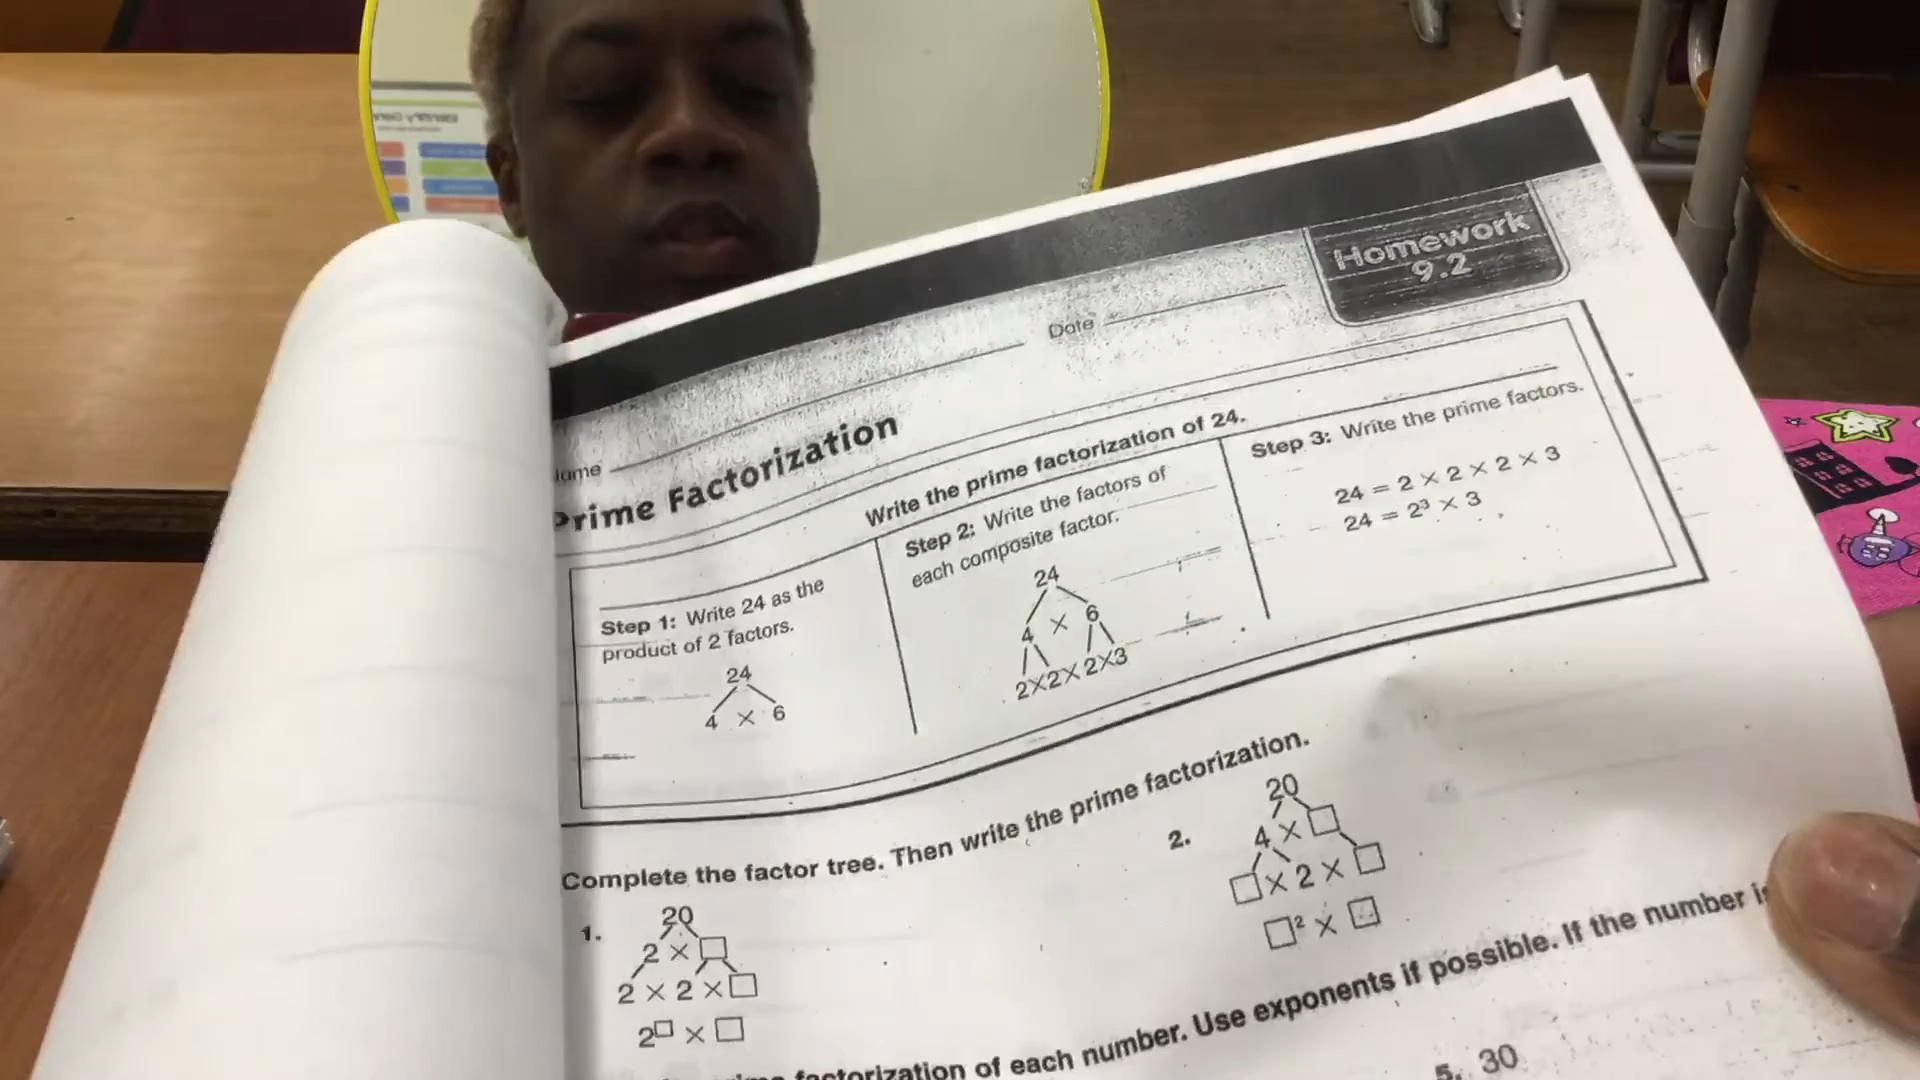 Homework
9.2
Date
ame
Prime Factorization
Write the prime factorization of 24.
Step 1: Write 24 as the
product of 2 factors.
24
4 × 6
Step 2: Write the factors of
each composite factor.
24
4 × 6
2×2×2×3
Step 3: Write the prime factors.
24 = 2 × 2 × 2 × 3
24 = 2³ × 3
Complete the factor tree. Then write the prime factorization.
1.
20
2 × □
2 × 2 × □
2□ × □
2.
20
4 × □
□ × 2 × □
□² × □
factorization of each number. Use exponents if possible. If the number is
5. 30